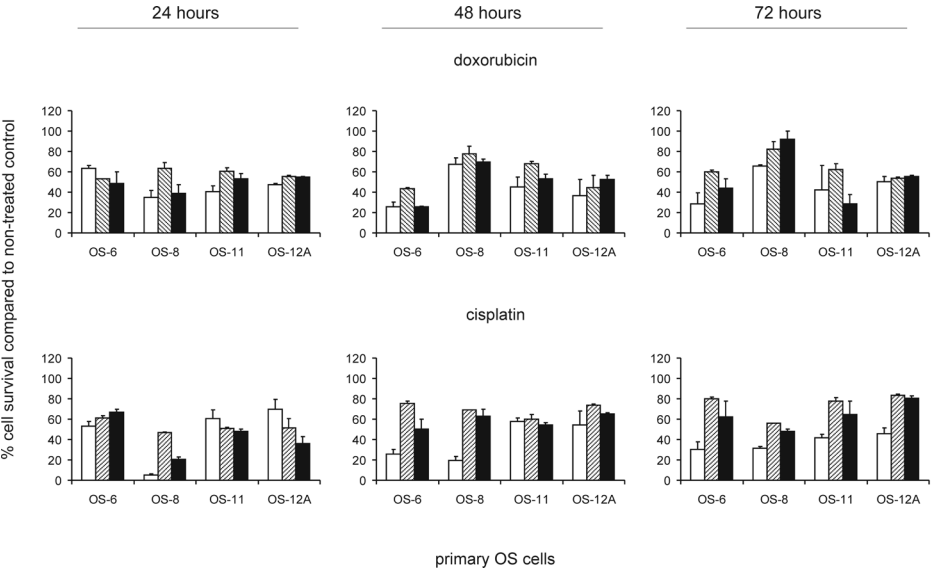 24 hours 48 hours 72 hours
doxorubicin
% cell survival compared to non-treated control
120 120 120
100 100 100
80 80 80
60 60 60
40 40 40
20 20 20
0 0 0
OS-6 OS-8 OS-11 OS-12A OS-6 OS-8 OS-11 OS-12A OS-6 OS-8 OS-11 OS-12A
cisplatin
120 120 120
100 100 100
80 80 80
60 60 60
40 40 40
20 20 20
0 0 0
OS-6 OS-8 OS-11 OS-12A OS-6 OS-8 OS-11 OS-12A OS-6 OS-8 OS-11 OS-12A
primary OS cells